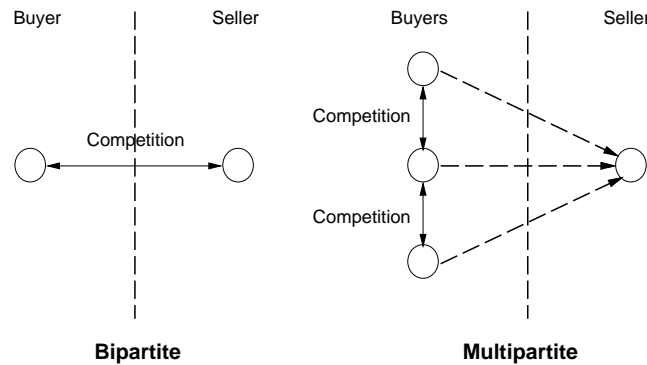 Buyer
Seller
Competition
Bipartite
Buyers
Seller
Competition
Competition
Multipartite